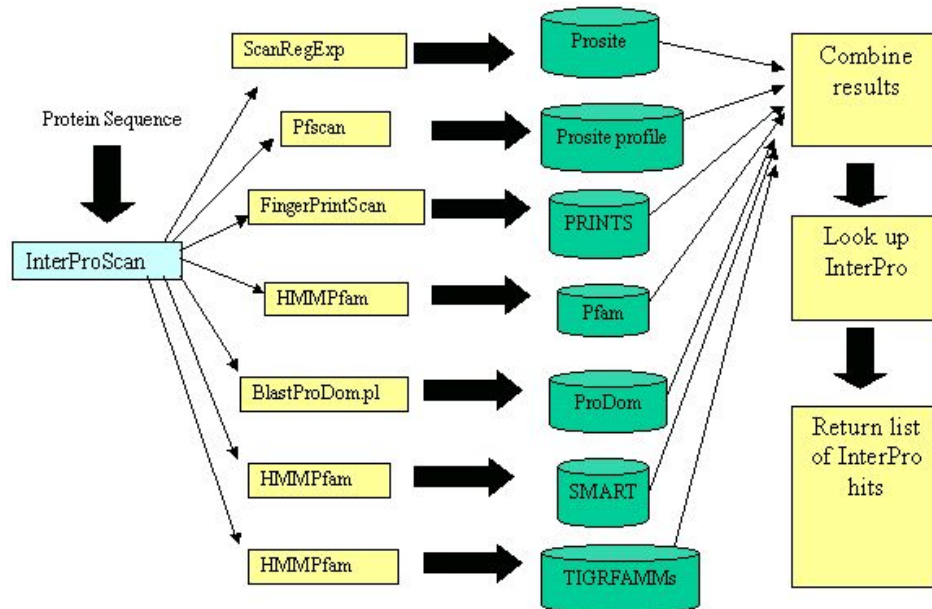 ScanRegExp
Prosite
Combine
results
Protein Sequence
Pfscan
Prosite profile
FingerPrintScan
PRINTS
Look up
InterPro
InterProScan
HMMPfam
Pfam
BlastProDom.pl
ProDom
Return list
of InterPro
hits
HMMPfam
SMART
HMMPfam
TIGRFAMMs